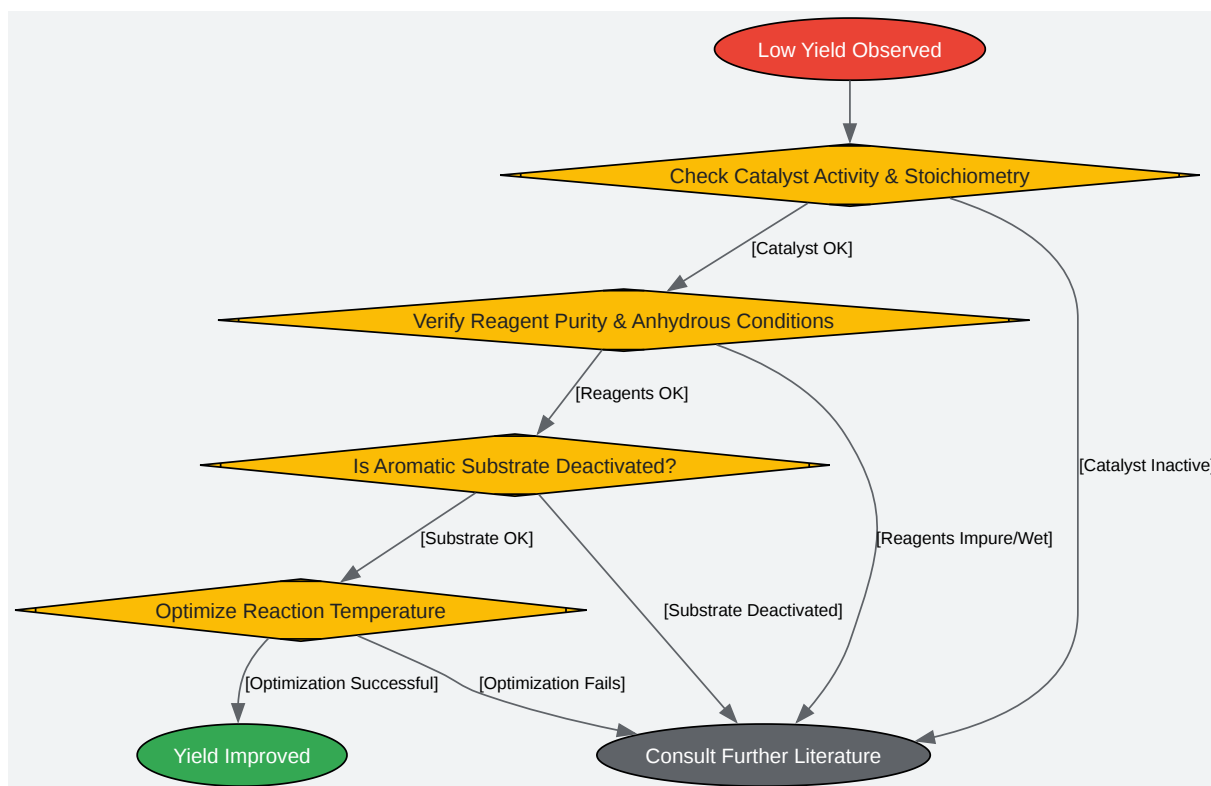 Low Yield Observed
Check Catalyst Activity & Stoichiometry
[Catalyst OK]
Verify Reagent Purity & Anhydrous Conditions
[Reagents OK]
Is Aromatic Substrate Deactivated?
[Catalyst Inactive]
[Substrate OK]
[Reagents Impure/Wet]
Optimize Reaction Temperature
[Substrate Deactivated]
[Optimization Successful]
[Optimization Fails]
Yield Improved
Consult Further Literature